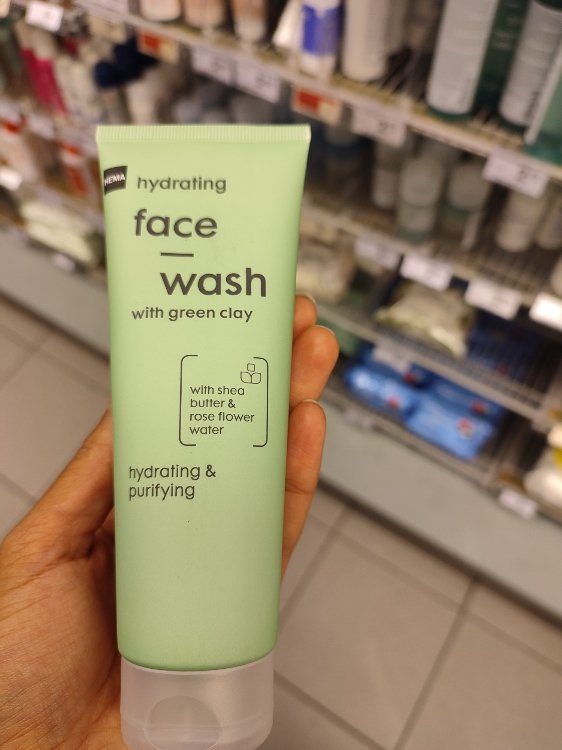 HEMA
hydrating
face
wash
with green clay
with shea
butter &
rose flower
water
hydrating &
purifying